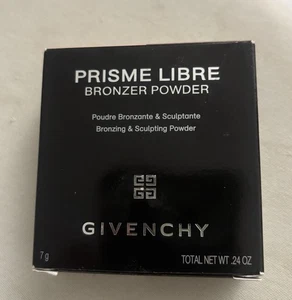 PRISME LIBRE
BRONZER POWDER
Poudre Bronzante & Sculptante
Bronzing & Sculpting Powder
GIVENCHY
7 g
TOTAL NET WT .24 OZ